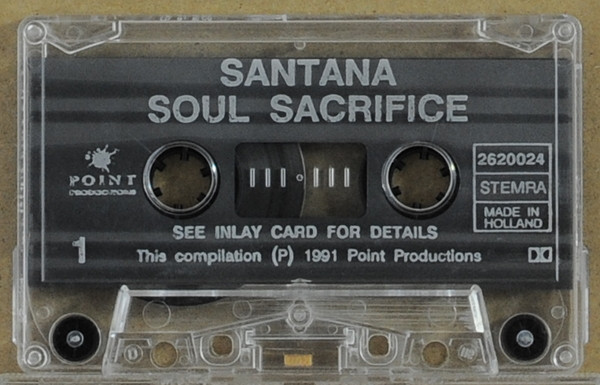 SANTANA
SOUL SACRIFICE
POINT
PRODUCTIONS
2620024
STEMRA
MADE IN
HOLLAND
SEE INLAY CARD FOR DETAILS
1
This compilation (P) 1991 Point Productions